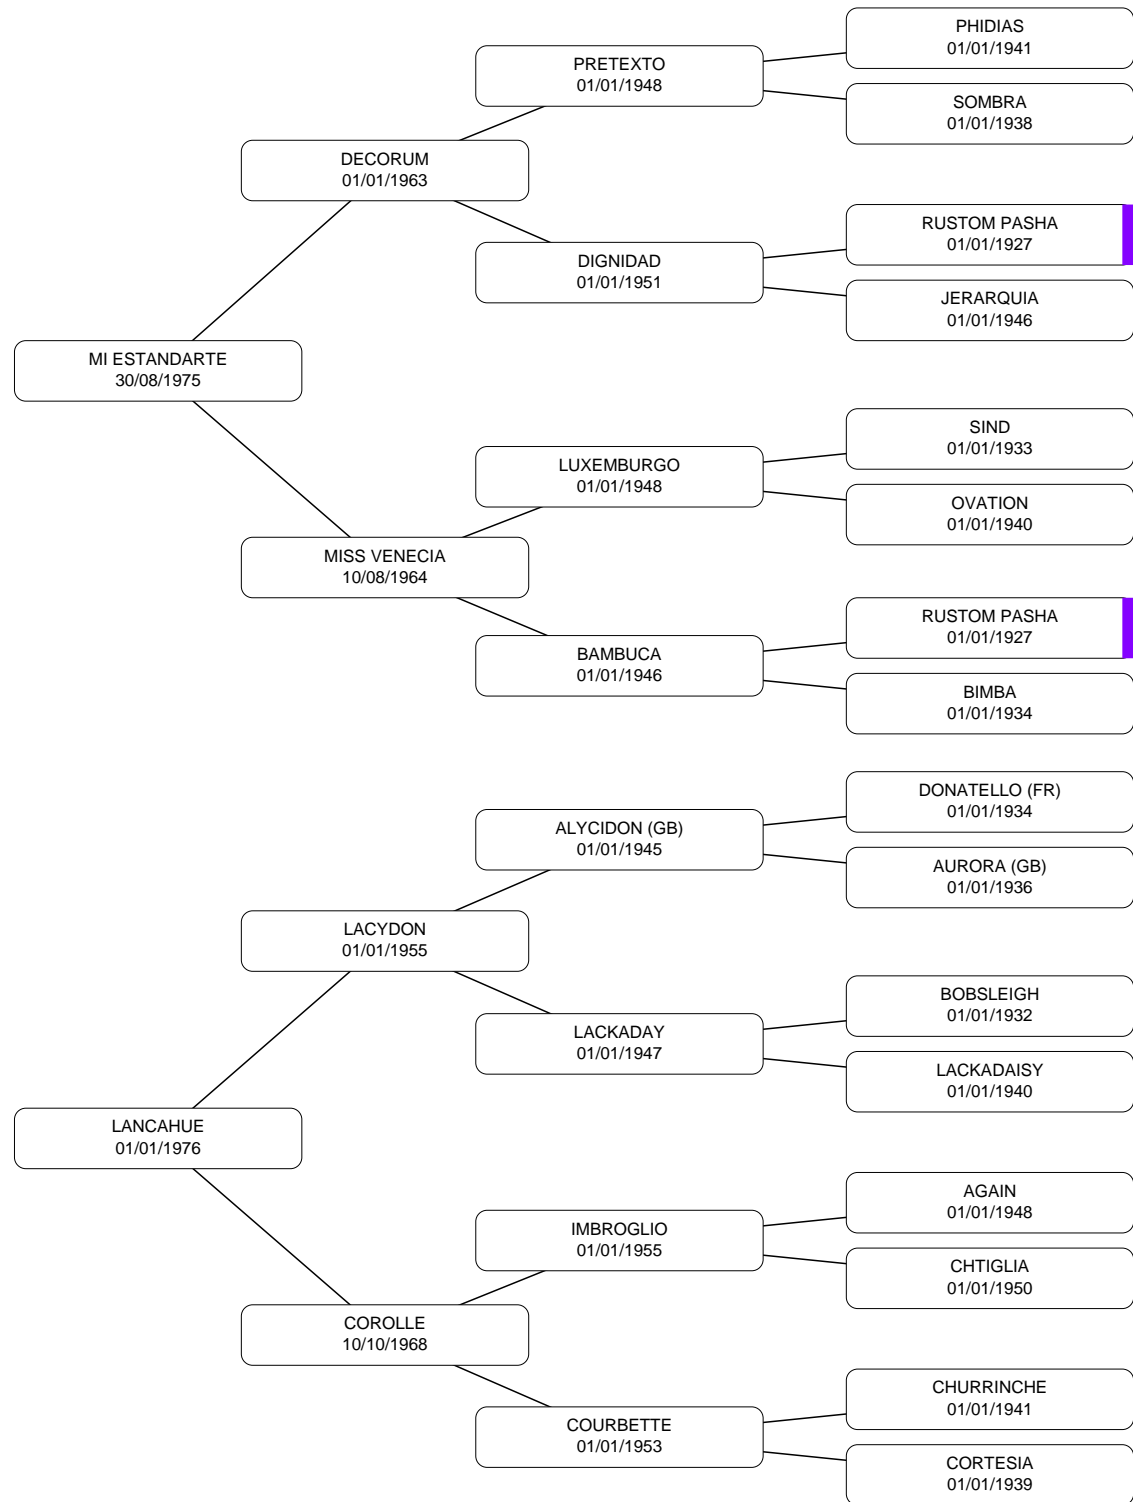 PHIDIAS
01/01/1941
PRETEXTO
01/01/1948
SOMBRA
01/01/1938
DECORUM
01/01/1963
RUSTOM PASHA
01/01/1927
DIGNIDAD
01/01/1951
JERARQUIA
01/01/1946
MI ESTANDARTE
30/08/1975
SIND
01/01/1933
LUXEMBURGO
01/01/1948
OVATION
01/01/1940
MISS VENECIA
10/08/1964
RUSTOM PASHA
01/01/1927
BAMBUCA
01/01/1946
BIMBA
01/01/1934
DONATELLO (FR)
01/01/1934
ALYCIDON (GB)
01/01/1945
AURORA (GB)
01/01/1936
LACYDON
01/01/1955
BOBSLEIGH
01/01/1932
LACKADAY
01/01/1947
LACKADAISY
01/01/1940
LANCAHUE
01/01/1976
AGAIN
01/01/1948
IMBROGLIO
01/01/1955
CHTIGLIA
01/01/1950
COROLLE
10/10/1968
CHURRINCHE
01/01/1941
COURBETTE
01/01/1953
CORTESIA
01/01/1939